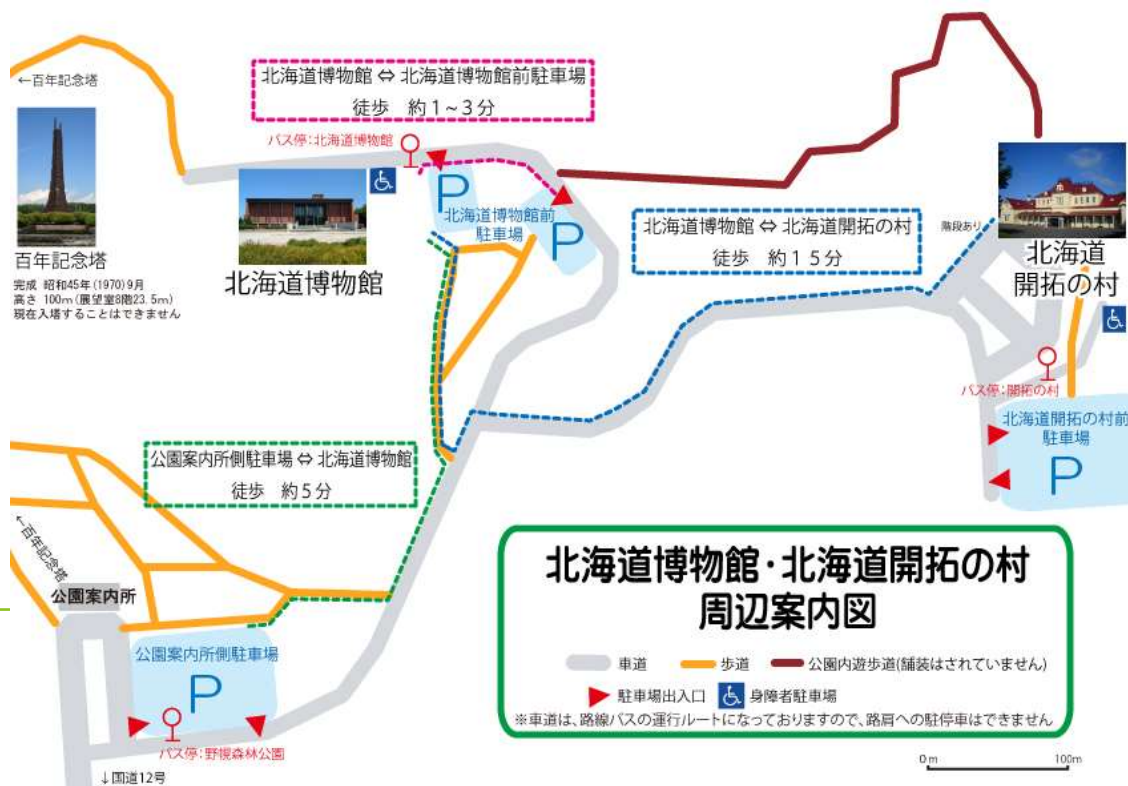 ←百年記念塔
北海道博物館 ⇔ 北海道博物館前駐車場
徒歩 約1~3分
バス停:北海道博物館
P
北海道博物館前
駐車場
P
北海道博物館
百年記念塔
完成 昭和45年(1970)9月
高さ 100m(展望室8階23.5m)
現在入塔することはできません
北海道博物館 ⇔ 北海道開拓の村
徒歩 約15分
階段あり
北海道
開拓の村
バス停:開拓の村
北海道開拓の村前
駐車場
P
公園案内所側駐車場 ⇔ 北海道博物館
徒歩 約5分
←百年記念塔
公園案内所
公園案内所側駐車場
P
バス停:野幌森林公園
↓国道12号
北海道博物館・北海道開拓の村
周辺案内図
車道 歩道 公園内遊歩道(舗装はされていません)
駐車場出入口 身障者駐車場
※車道は、路線バスの運行ルートになっておりますので、路肩への駐停車はできません
0m 100m